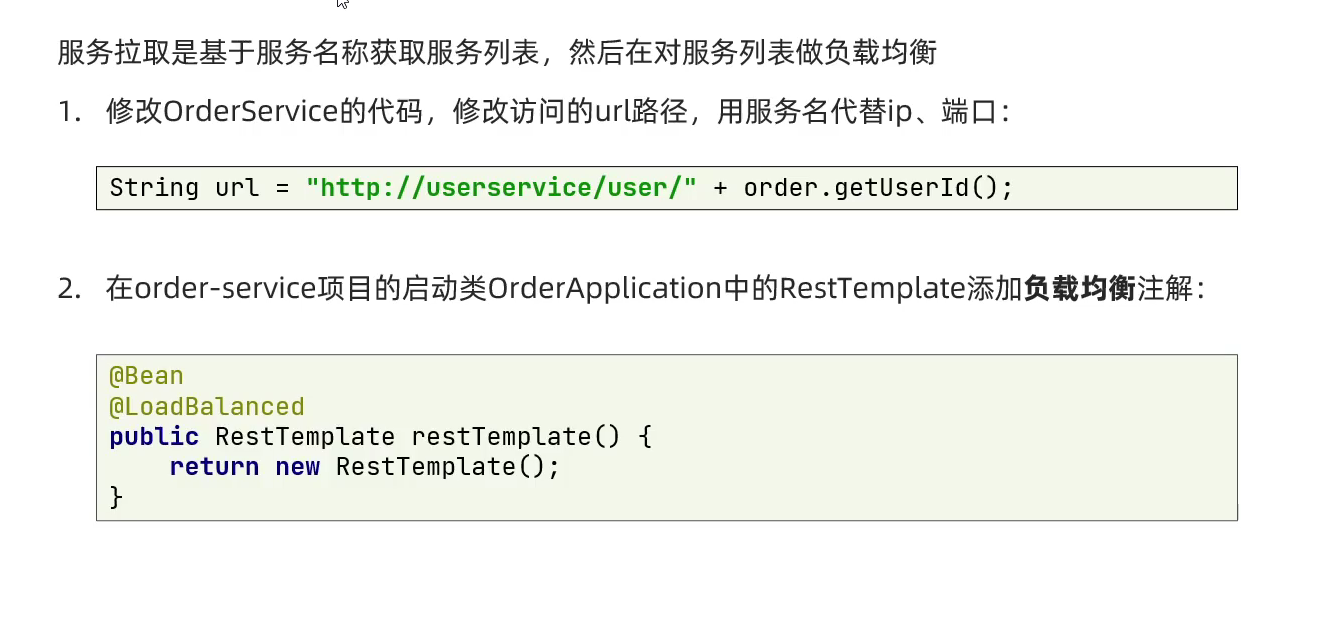 服务拉取是基于服务名称获取服务列表，然后在对服务列表做负载均衡
1. 修改OrderService的代码，修改访问的url路径，用服务名代替ip、端口：
String url = "http://userservice/user/" + order.getUserId();
2. 在order-service项目的启动类OrderApplication中的RestTemplate添加负载均衡注解：
@Bean
@LoadBalanced
public RestTemplate restTemplate() {
    return new RestTemplate();
}